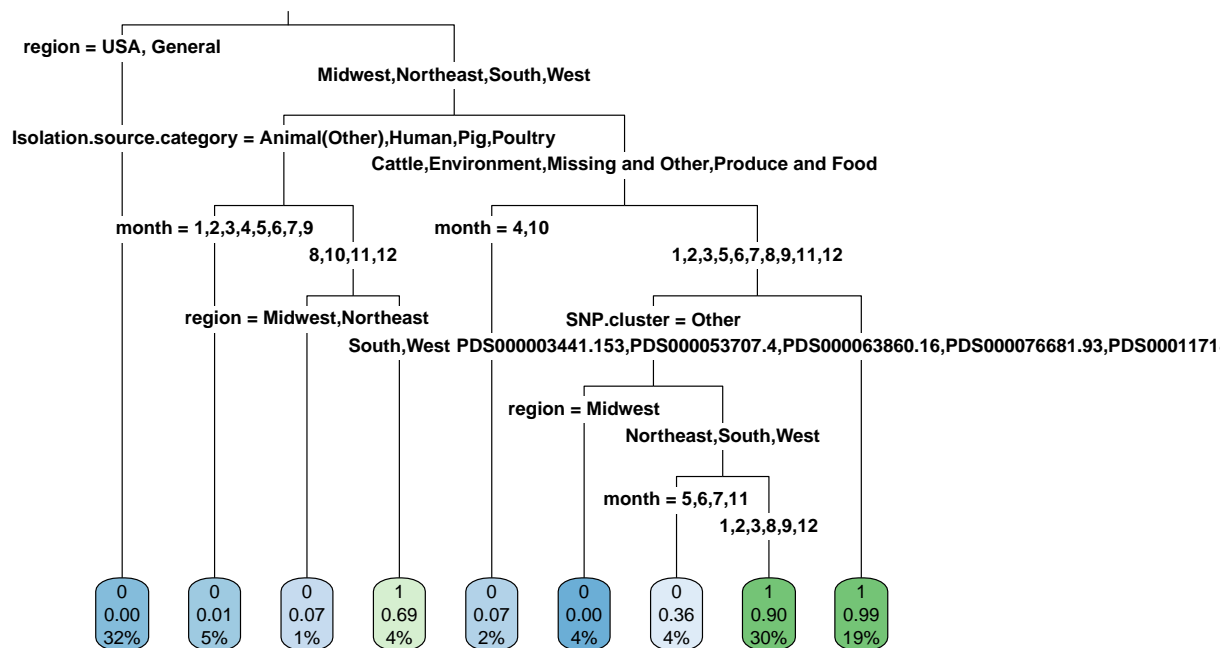 region = USA, General
Midwest,Northeast,South,West
Isolation.source.category = Animal(Other),Human,Pig,Poultry
Cattle,Environment,Missing and Other,Produce and Food
month = 1,2,3,4,5,6,7,9
month = 4,10
8,10,11,12
1,2,3,5,6,7,8,9,11,12
region = Midwest,Northeast
SNP.cluster = Other
South,West PDS000003441.153,PDS000053707.4,PDS000063860.16,PDS000076681.93,PDS0001171
region = Midwest
Northeast,South,West
month = 5,6,7,11
1,2,3,8,9,12
0 0 0 1 0 0 0 1 1
0.00 0.01 0.07 0.69 0.07 0.00 0.36 0.90 0.99
32% 5% 1% 4% 2% 4% 4% 30% 19%